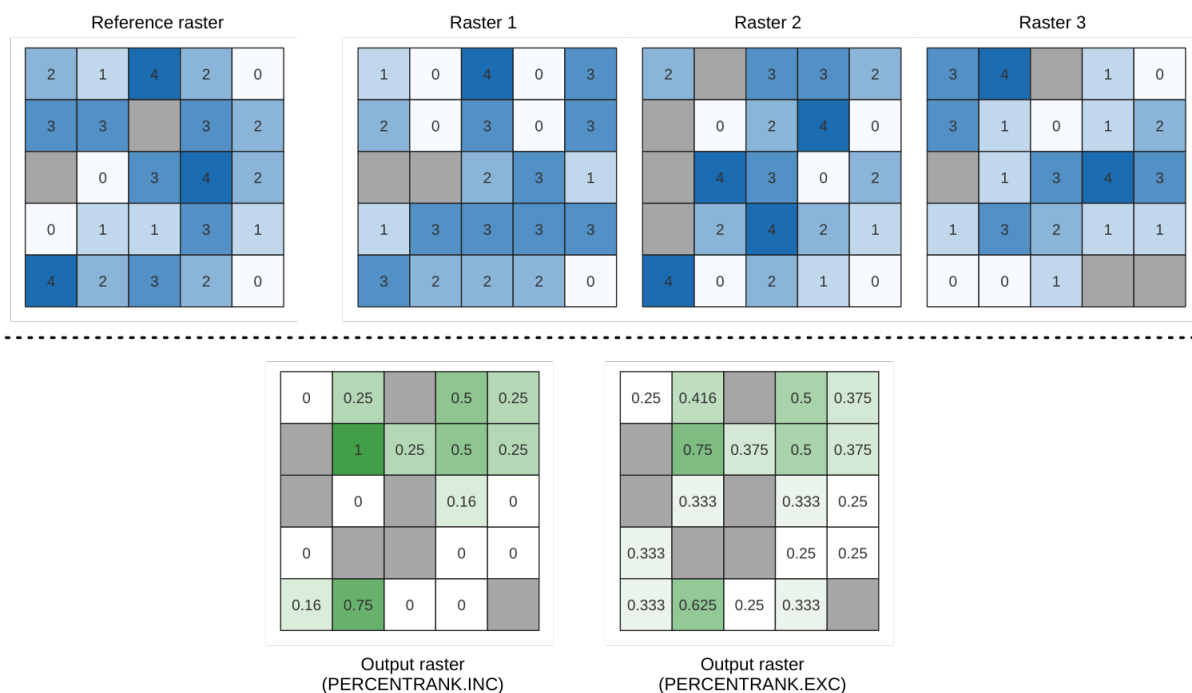 Reference raster Raster 1 Raster 2 Raster 3
2 1 4 2 0 1 0 4 0 3 2 3 3 2 3 4 1 0
3 3 3 2 2 0 3 0 3 0 2 4 0 3 1 0 1 2
0 3 4 2 2 3 1 4 3 0 2 1 3 4 3
0 1 1 3 1 1 3 3 3 3 2 4 2 1 1 3 2 1 1
4 2 3 2 0 3 2 2 2 0 4 0 2 1 0 0 0 1
0 0.25 0.5 0.25 0.25 0.416 0.5 0.375
1 0.25 0.5 0.25 0.75 0.375 0.5 0.375
0 0.16 0 0.333 0.333 0.25
0 0 0 0.333 0.25 0.25
0.16 0.75 0 0 0.333 0.625 0.25 0.333
Output raster Output raster
(PERCENTRANK.INC) (PERCENTRANK.EXC)